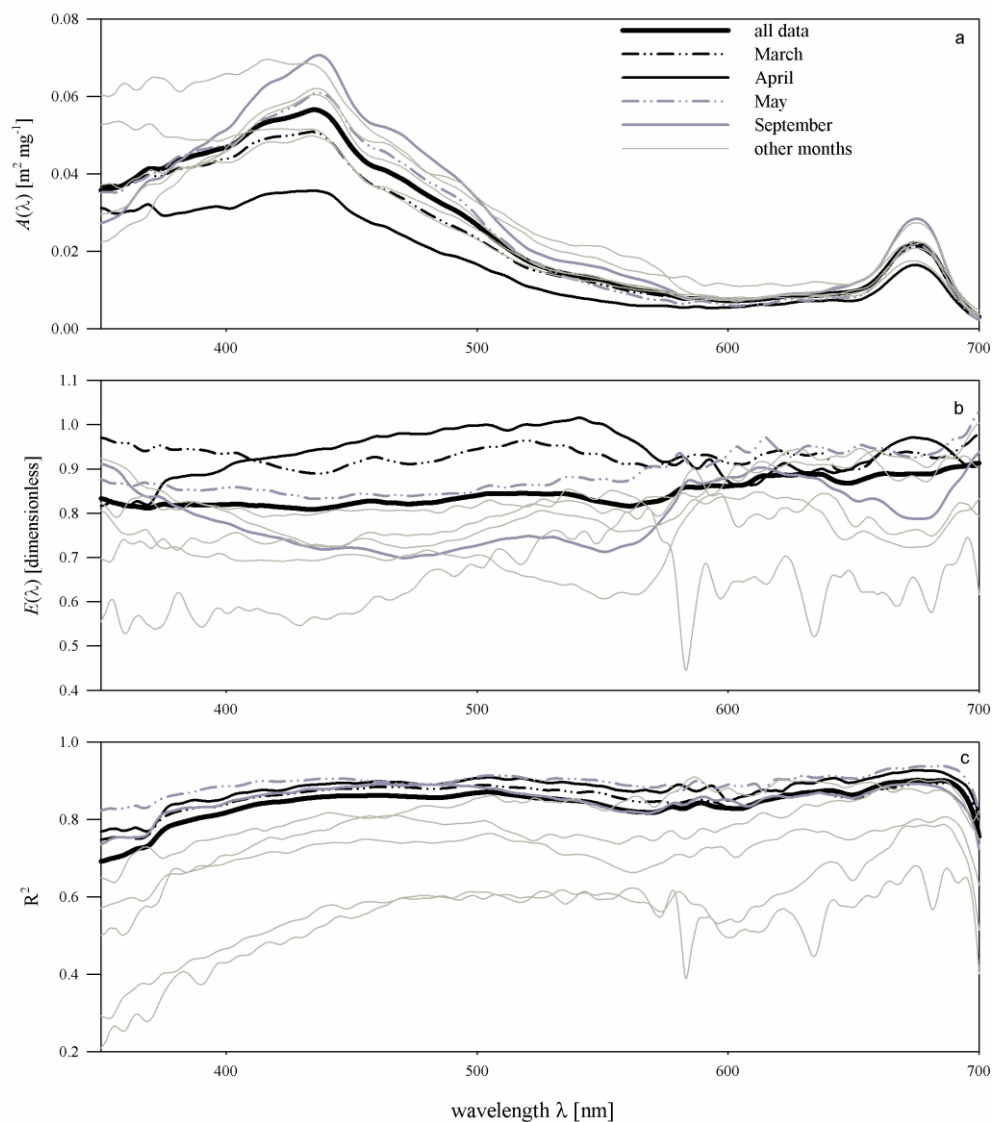 0.08
0.06
0.04
0.02
0.00
A(λ) [m² mg⁻¹]
all data
March
April
May
September
other months
a
400
500
600
700
1.1
1.0
0.9
0.8
0.7
0.6
0.5
0.4
E(λ) [dimensionless]
b
400
500
600
700
1.0
0.8
0.6
0.4
0.2
R²
c
400
500
600
700
wavelength λ [nm]